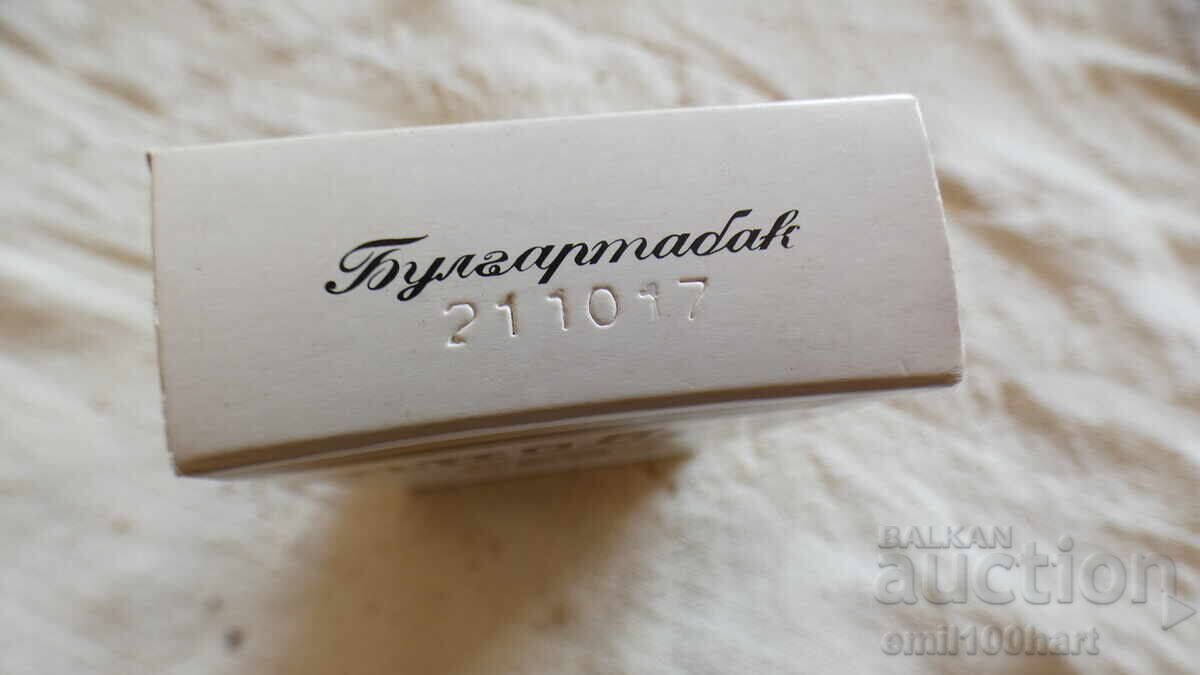 Булгартабак
211017
BALKAN
auction
emil100hart